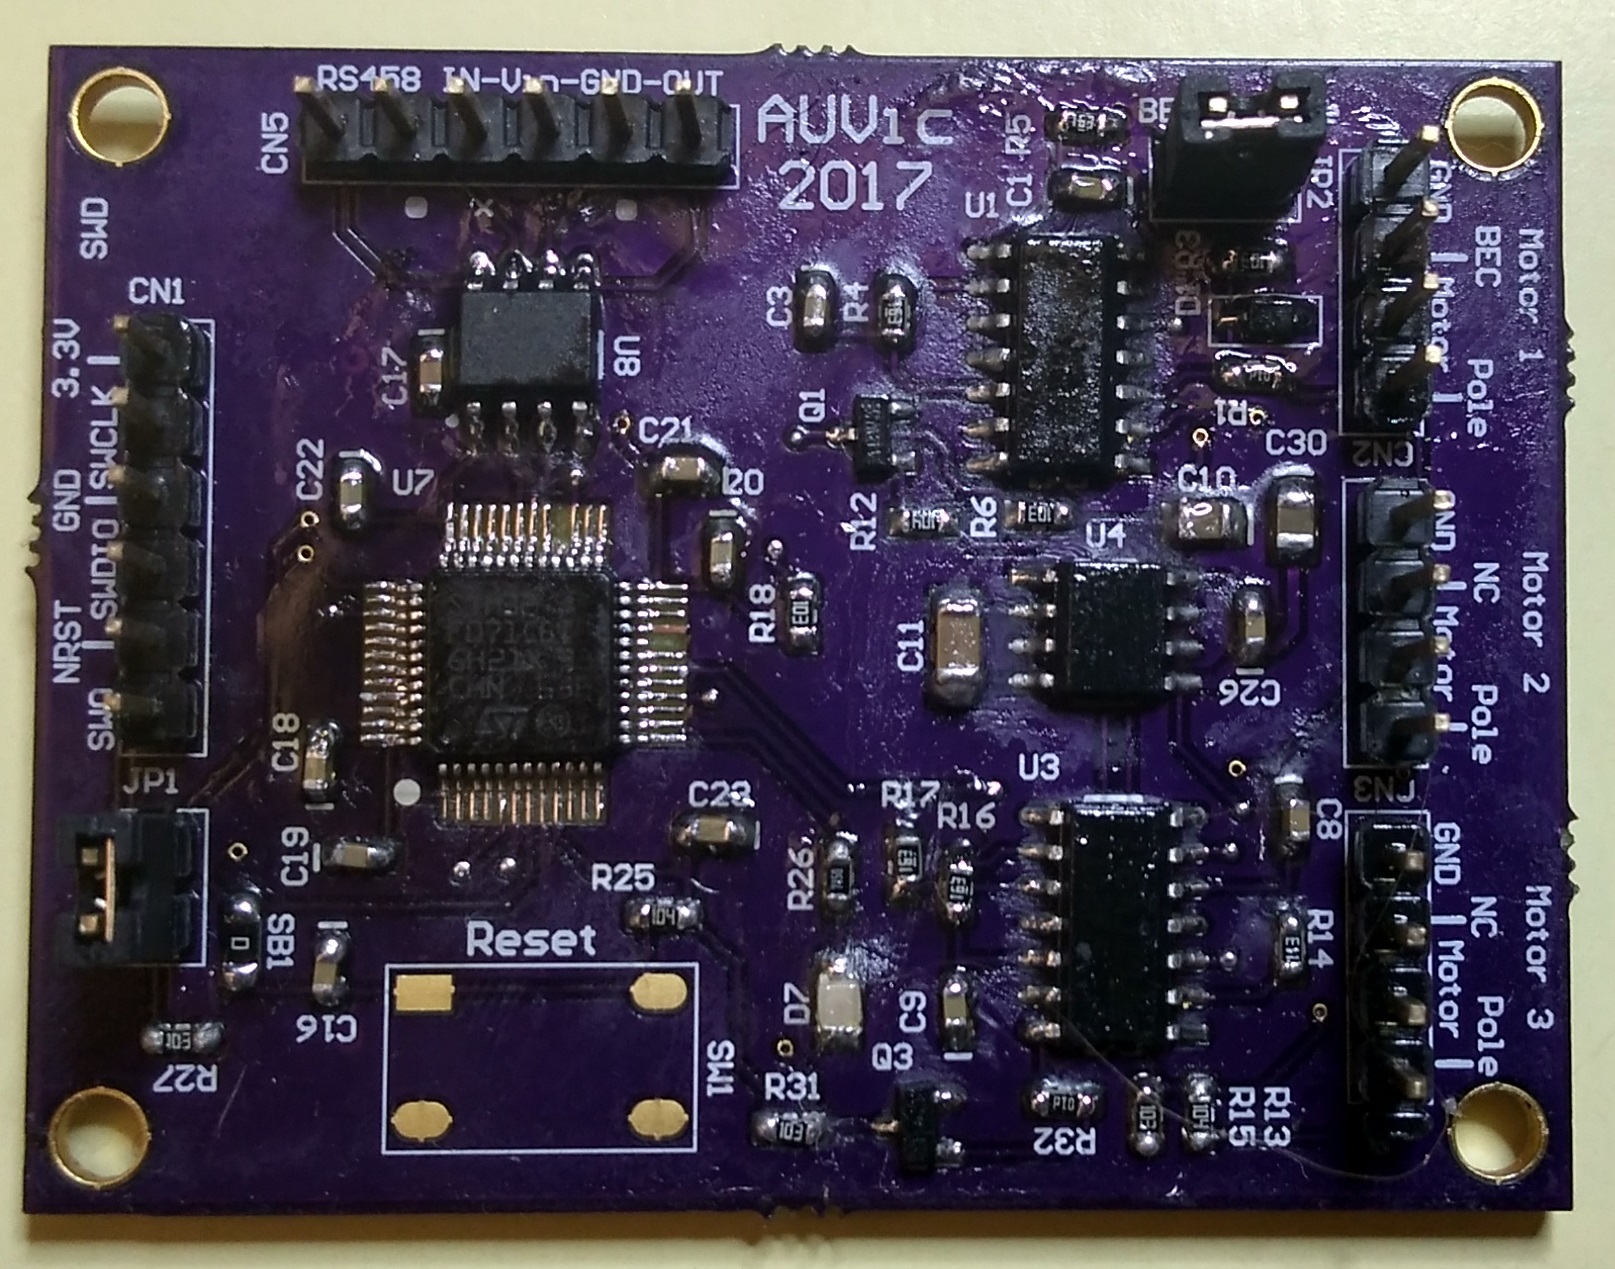 RS458 IN-Vin-GND-OUT
CN5
AUVic
2017
SWD
CN1
3.3V
SWCLK
GND
SWDIO
NRST
SWO
JP1
C17
U8
C22
U7
C21
C18
C19
C23
SB1
C16
R27
R25
Reset
SW1
R18
C1
R5
U1
JP2
C3
R4
D1
R3
R1
Q1
R12
R6
C10
C30
U4
C11
C26
U3
C8
R17
R16
R26
R14
D7
C9
Q3
R31
R32
R15
R13
Motor 1
GND
BEC
Motor
Pole
CN2
Motor 2
NC
Motor
Pole
CN3
Motor 3
GND
NC
Motor
Pole